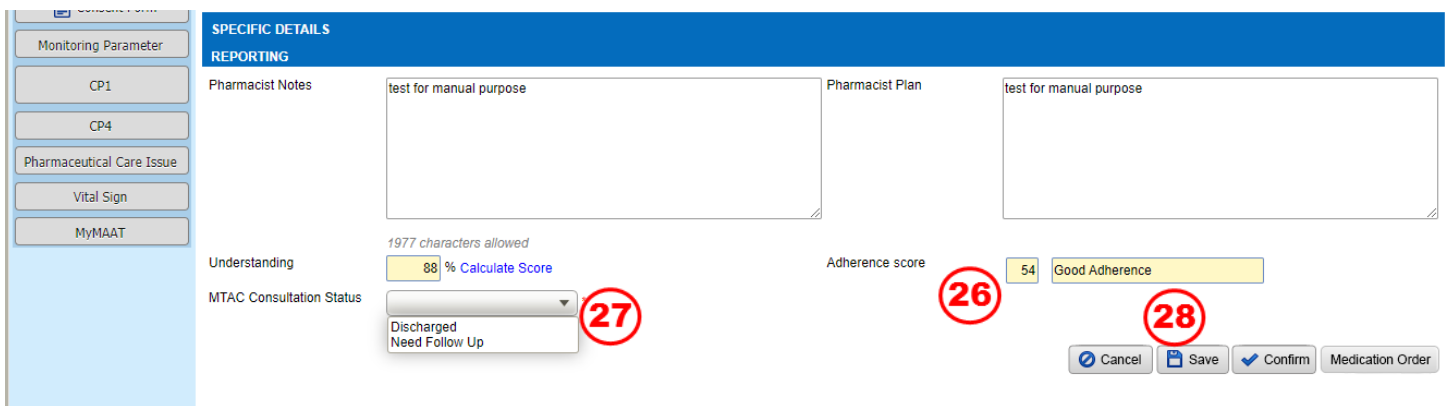 Consent Form
Monitoring Parameter
CP1
CP4
Pharmaceutical Care Issue
Vital Sign
MyMAAT
SPECIFIC DETAILS
REPORTING
Pharmacist Notes
test for manual purpose
Pharmacist Plan
test for manual purpose
1977 characters allowed
Understanding
88 % Calculate Score
Adherence score
54 Good Adherence
26
MTAC Consultation Status
*
27
Discharged
Need Follow Up
28
Cancel Save Confirm Medication Order